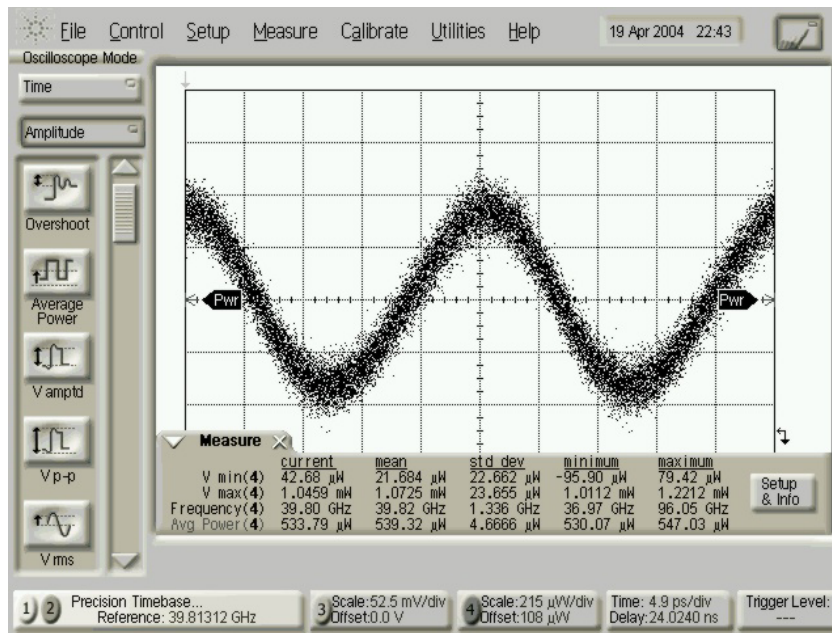 File Control Setup Measure Calibrate Utilities Help 19 Apr 2004 22:43
Oscilloscope Mode
Time
Amplitude
Overshoot
Average
Power
V amptd
V p-p
V rms
Pwr Pwr
Measure
current mean std dev minimum maximum
V min(4) 42.68 µW 21.684 µW 22.662 µW -95.90 µW 79.42 µW
V max(4) 1.0459 mW 1.0725 mW 23.655 µW 1.0112 mW 1.2212 mW
Frequency(4) 39.80 GHz 39.82 GHz 1.336 GHz 36.97 GHz 96.05 GHz
Avg Power(4) 533.79 µW 539.32 µW 4.6666 µW 530.07 µW 547.03 µW
Setup
& Info
1 2 Precision Timebase...
Reference: 39.81312 GHz
3 Scale:52.5 mV/div
Offset:0.0 V
4 Scale:215 µW/div
Offset:108 µW
Time: 4.9 ps/div
Delay:24.0240 ns
Trigger Level:
---